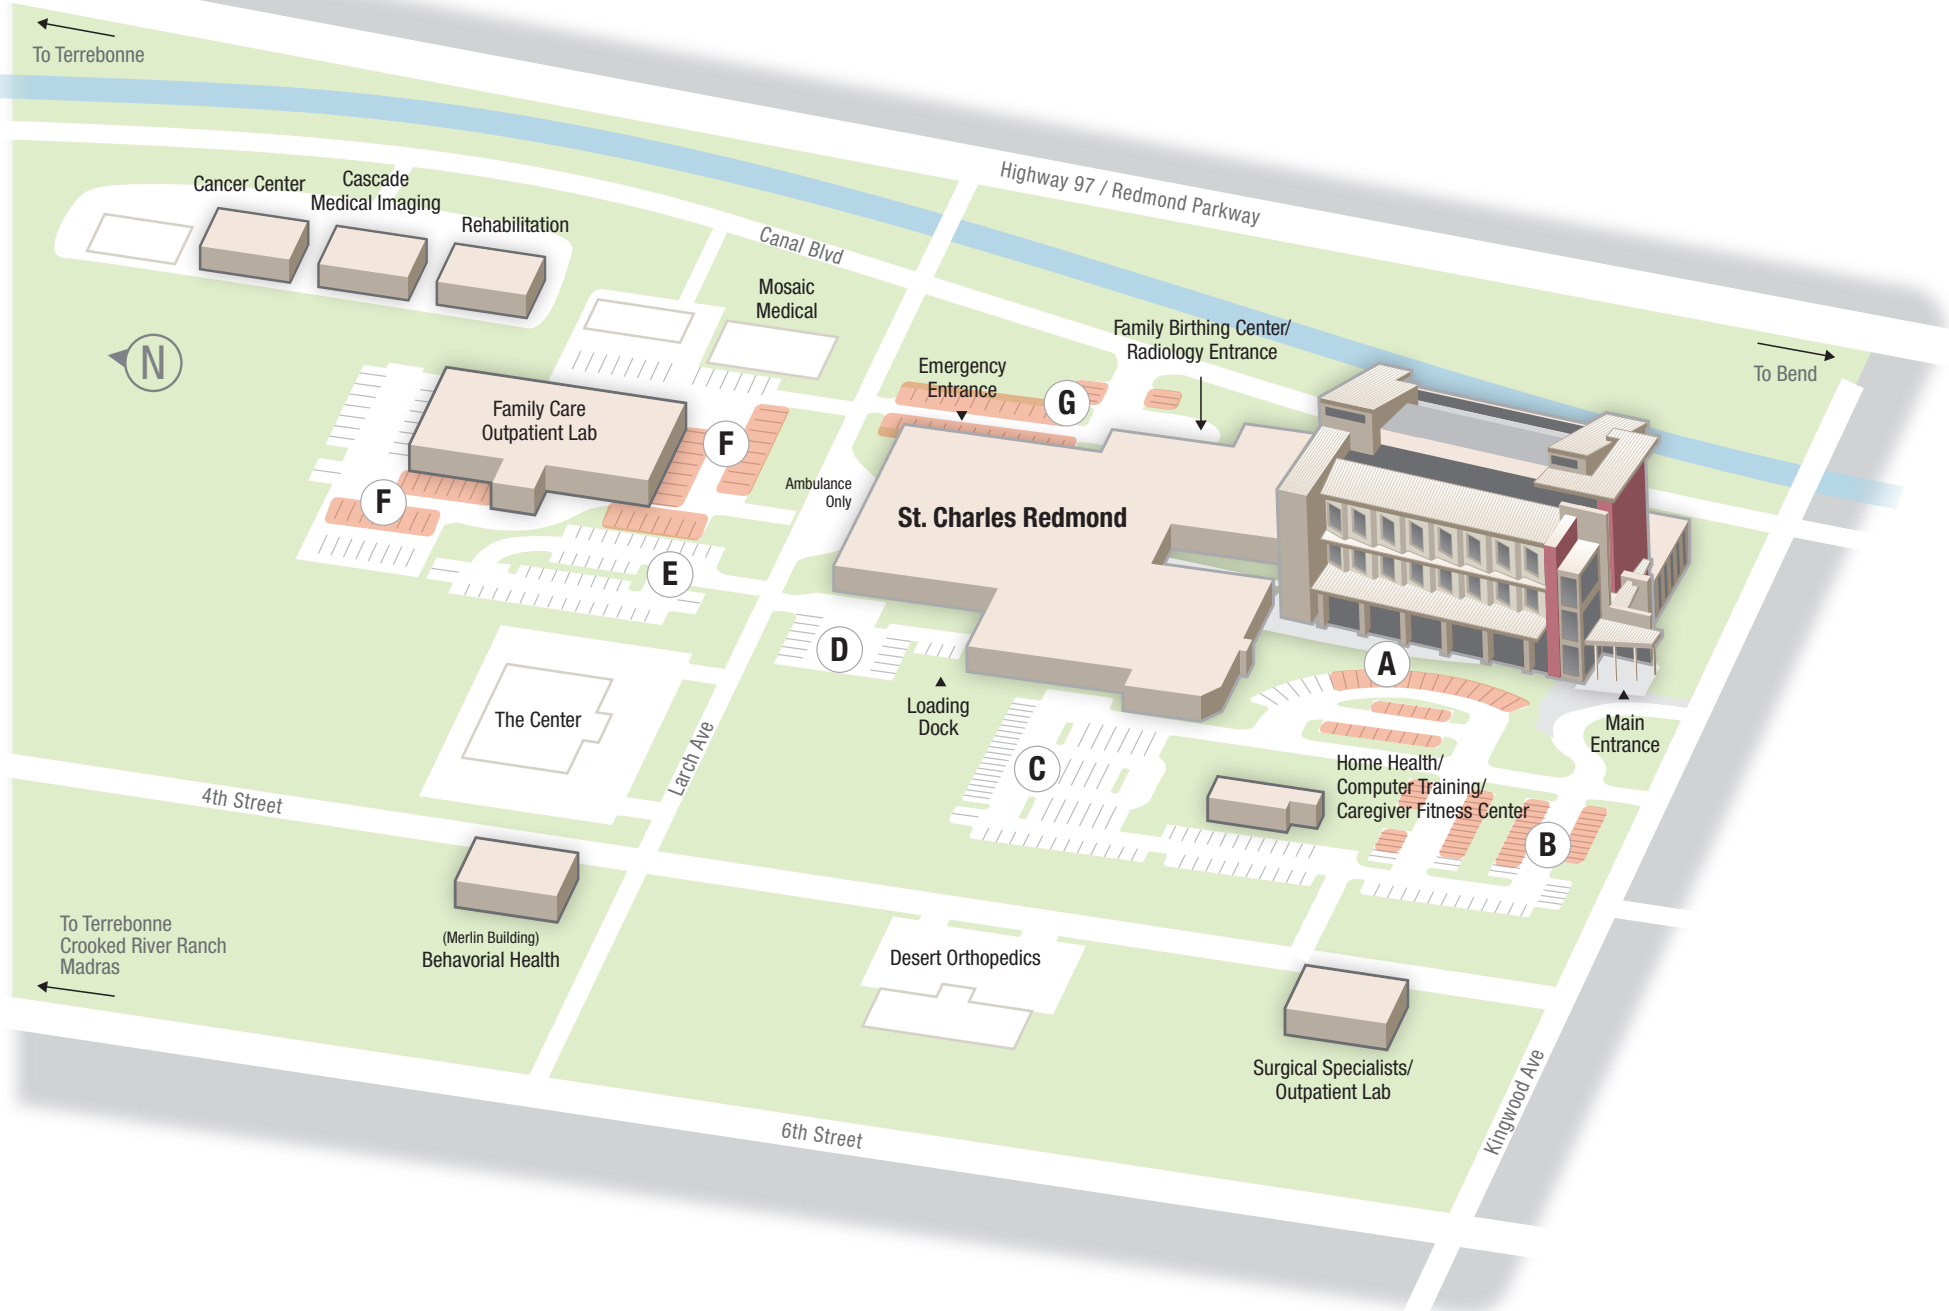 To Terrebonne
Highway 97 / Redmond Parkway
Cancer Center
Cascade
Medical Imaging
Rehabilitation
Canal Blvd
Mosaic
Medical
N
Family Birthing Center/
Radiology Entrance
Emergency
Entrance
G
To Bend
Family Care
Outpatient Lab
F
F
Ambulance
Only
St. Charles Redmond
E
D
A
Loading
Dock
Main
Entrance
The Center
Larch Ave
C
Home Health/
Computer Training/
Caregiver Fitness Center
B
4th Street
To Terrebonne
Crooked River Ranch
Madras
(Merlin Building)
Behavorial Health
Desert Orthopedics
Surgical Specialists/
Outpatient Lab
Kingwood Ave
6th Street